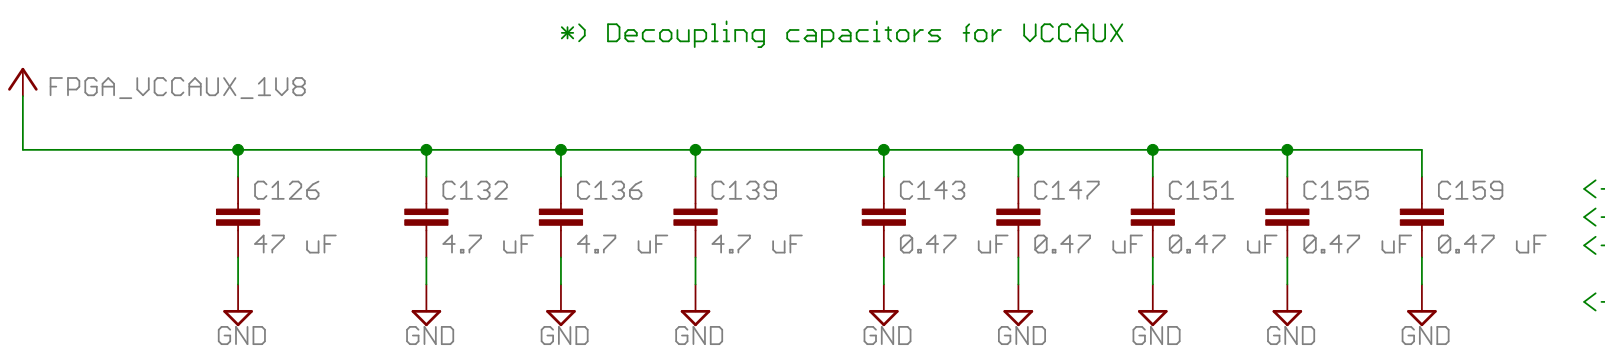 *) Decoupling capacitors for VCCAUX
FPGA_VCCAUX_1V8
C126 C132 C136 C139 C143 C147 C151 C155 C159
47 uF 4.7 uF 4.7 uF 4.7 uF 0.47 uF 0.47 uF 0.47 uF 0.47 uF 0.47 uF
GND GND GND GND GND GND GND GND GND